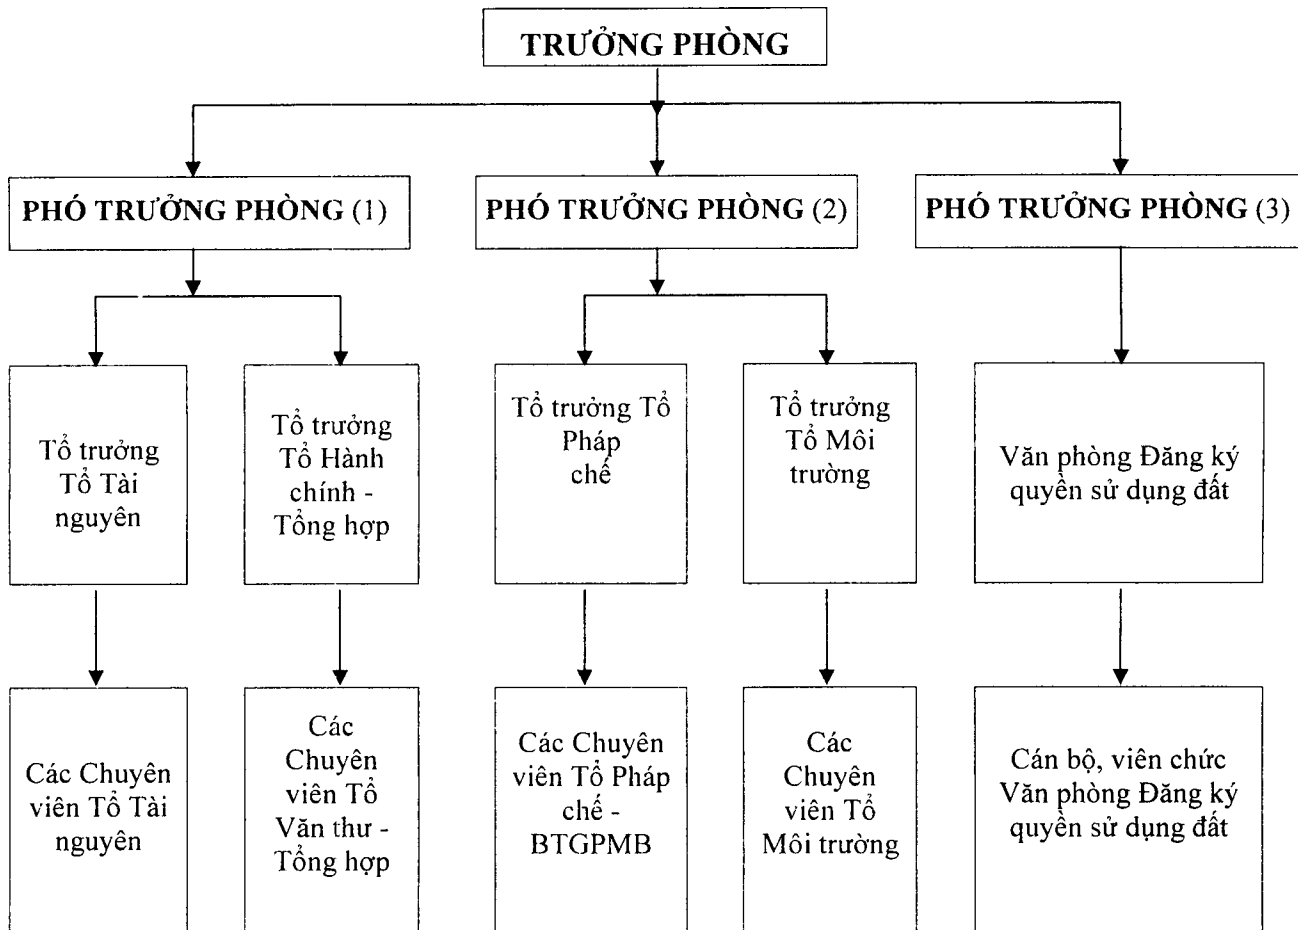 TRƯỞNG PHÒNG
PHÓ TRƯỞNG PHÒNG (1)
PHÓ TRƯỞNG PHÒNG (2)
PHÓ TRƯỞNG PHÒNG (3)
Tổ trưởng
Tổ Tài
nguyên
Tổ trưởng
Tổ Hành
chính -
Tổng hợp
Tổ trưởng Tổ
Pháp
chế
Tổ trưởng
Tổ Môi
trường
Văn phòng Đăng ký
quyền sử dụng đất
Các Chuyên
viên Tổ Tài
nguyên
Các
Chuyên
viên Tổ
Văn thư -
Tổng hợp
Các Chuyên
viên Tổ Pháp
chế -
BTGPMB
Các
Chuyên
viên Tổ
Môi trường
Cán bộ, viên chức
Văn phòng Đăng ký
quyền sử dụng đất